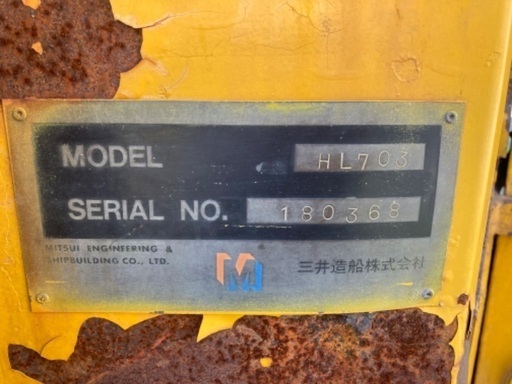 MODEL HL703
SERIAL NO. 180368
MITSUI ENGINEERING &
SHIPBUILDING CO., LTD.
M
三井造船株式会社